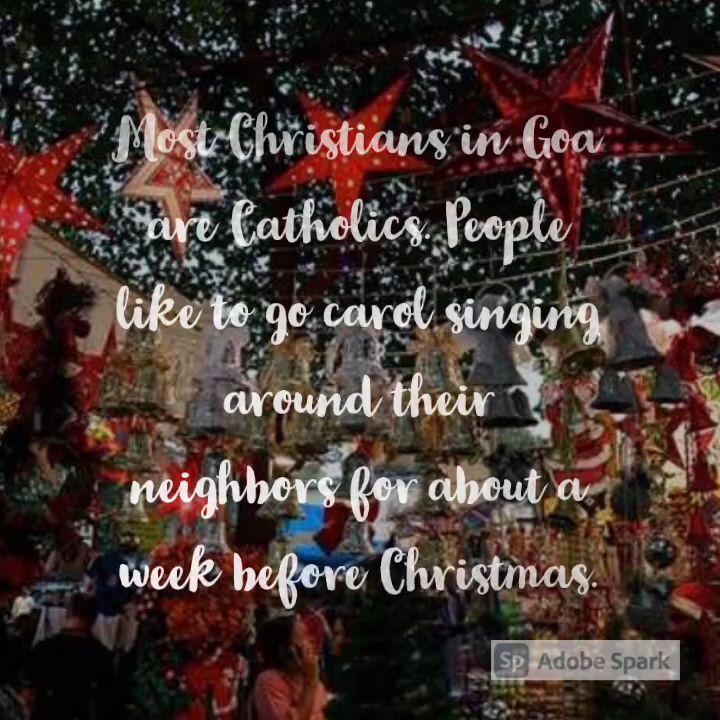 Most Christians in Goa
are Catholics. People
like to go carol singing
around their
neighbors for about a
week before Christmas.
Sp Adobe Spark